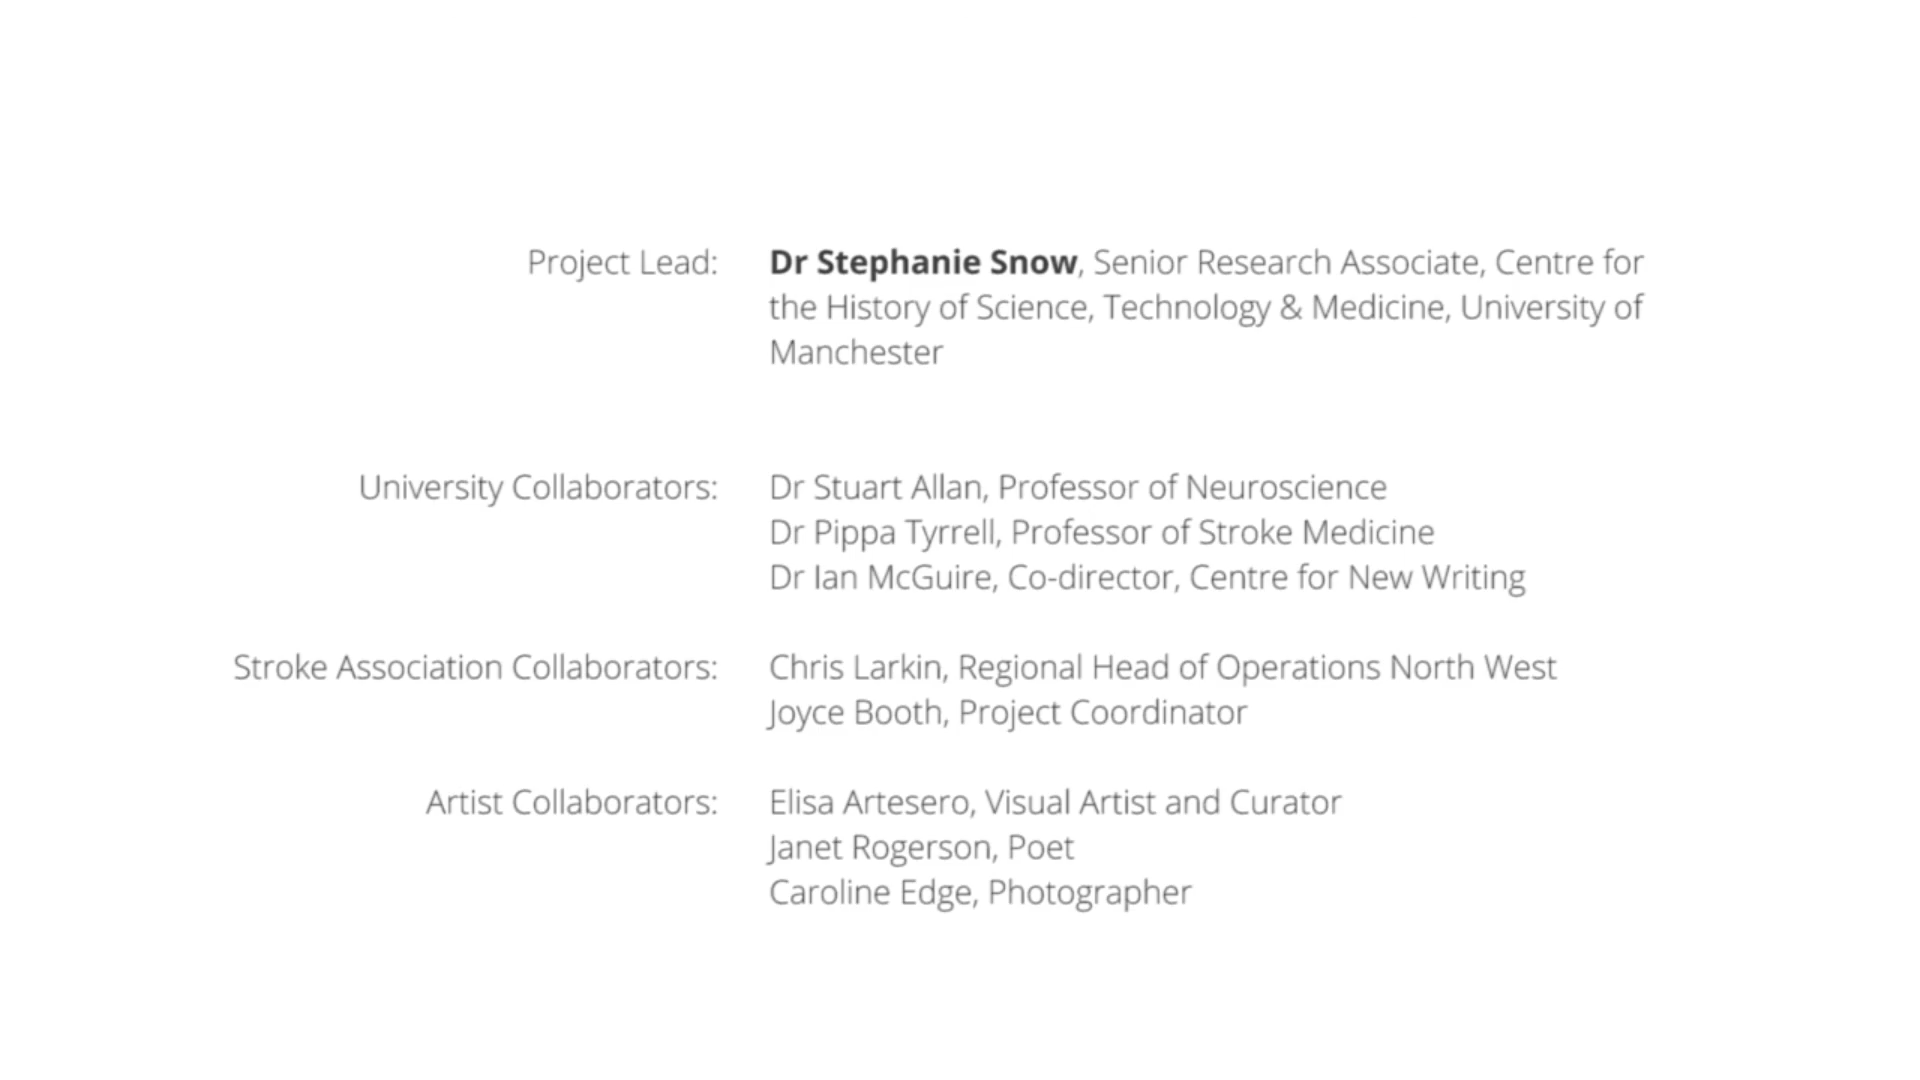 Project Lead: Dr Stephanie Snow, Senior Research Associate, Centre for
the History of Science, Technology & Medicine, University of
Manchester
University Collaborators: Dr Stuart Allan, Professor of Neuroscience
Dr Pippa Tyrrell, Professor of Stroke Medicine
Dr Ian McGuire, Co-director, Centre for New Writing
Stroke Association Collaborators: Chris Larkin, Regional Head of Operations North West
Joyce Booth, Project Coordinator
Artist Collaborators: Elisa Artesero, Visual Artist and Curator
Janet Rogerson, Poet
Caroline Edge, Photographer